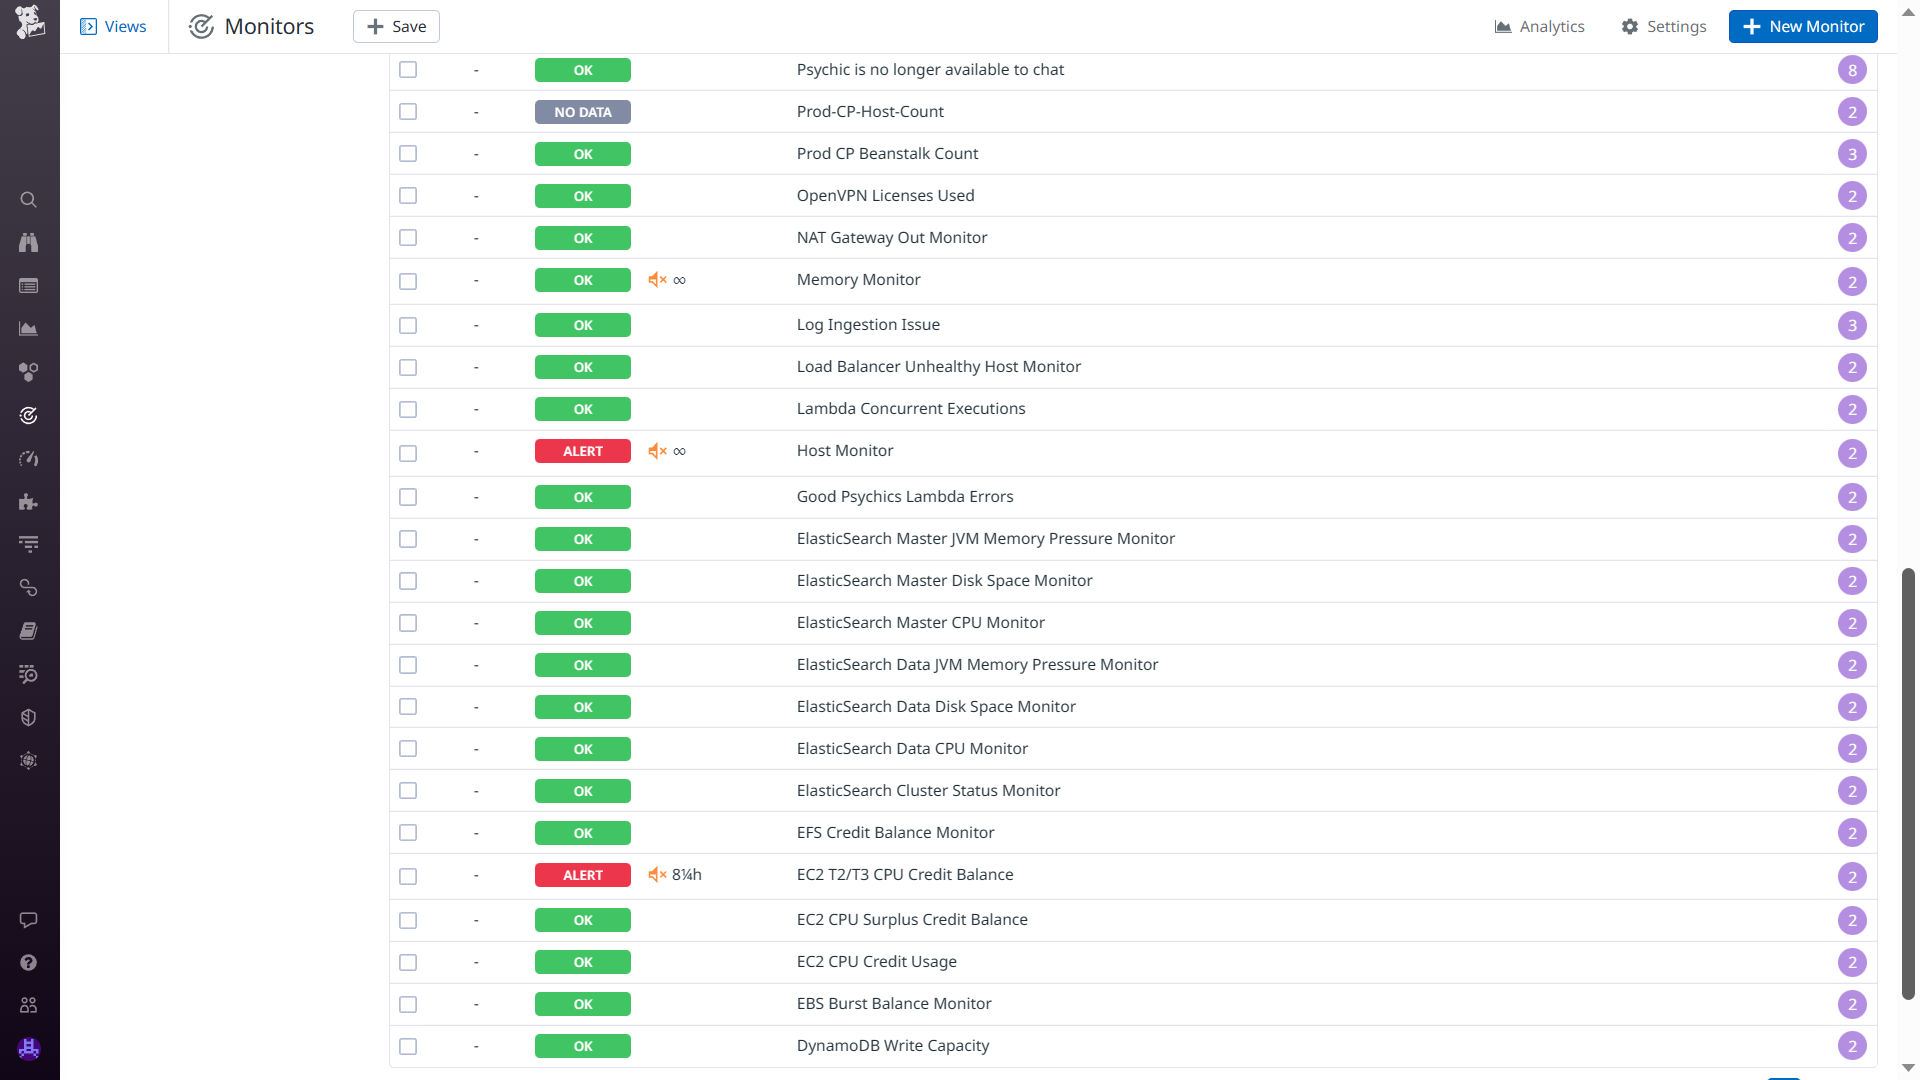 Views
Monitors
Save
Analytics
Settings
New Monitor
- OK Psychic is no longer available to chat 8
- NO DATA Prod-CP-Host-Count 2
- OK Prod CP Beanstalk Count 3
- OK OpenVPN Licenses Used 2
- OK NAT Gateway Out Monitor 2
- OK ∞ Memory Monitor 2
- OK Log Ingestion Issue 3
- OK Load Balancer Unhealthy Host Monitor 2
- OK Lambda Concurrent Executions 2
- ALERT ∞ Host Monitor 2
- OK Good Psychics Lambda Errors 2
- OK ElasticSearch Master JVM Memory Pressure Monitor 2
- OK ElasticSearch Master Disk Space Monitor 2
- OK ElasticSearch Master CPU Monitor 2
- OK ElasticSearch Data JVM Memory Pressure Monitor 2
- OK ElasticSearch Data Disk Space Monitor 2
- OK ElasticSearch Data CPU Monitor 2
- OK ElasticSearch Cluster Status Monitor 2
- OK EFS Credit Balance Monitor 2
- ALERT 8¼h EC2 T2/T3 CPU Credit Balance 2
- OK EC2 CPU Surplus Credit Balance 2
- OK EC2 CPU Credit Usage 2
- OK EBS Burst Balance Monitor 2
- OK DynamoDB Write Capacity 2